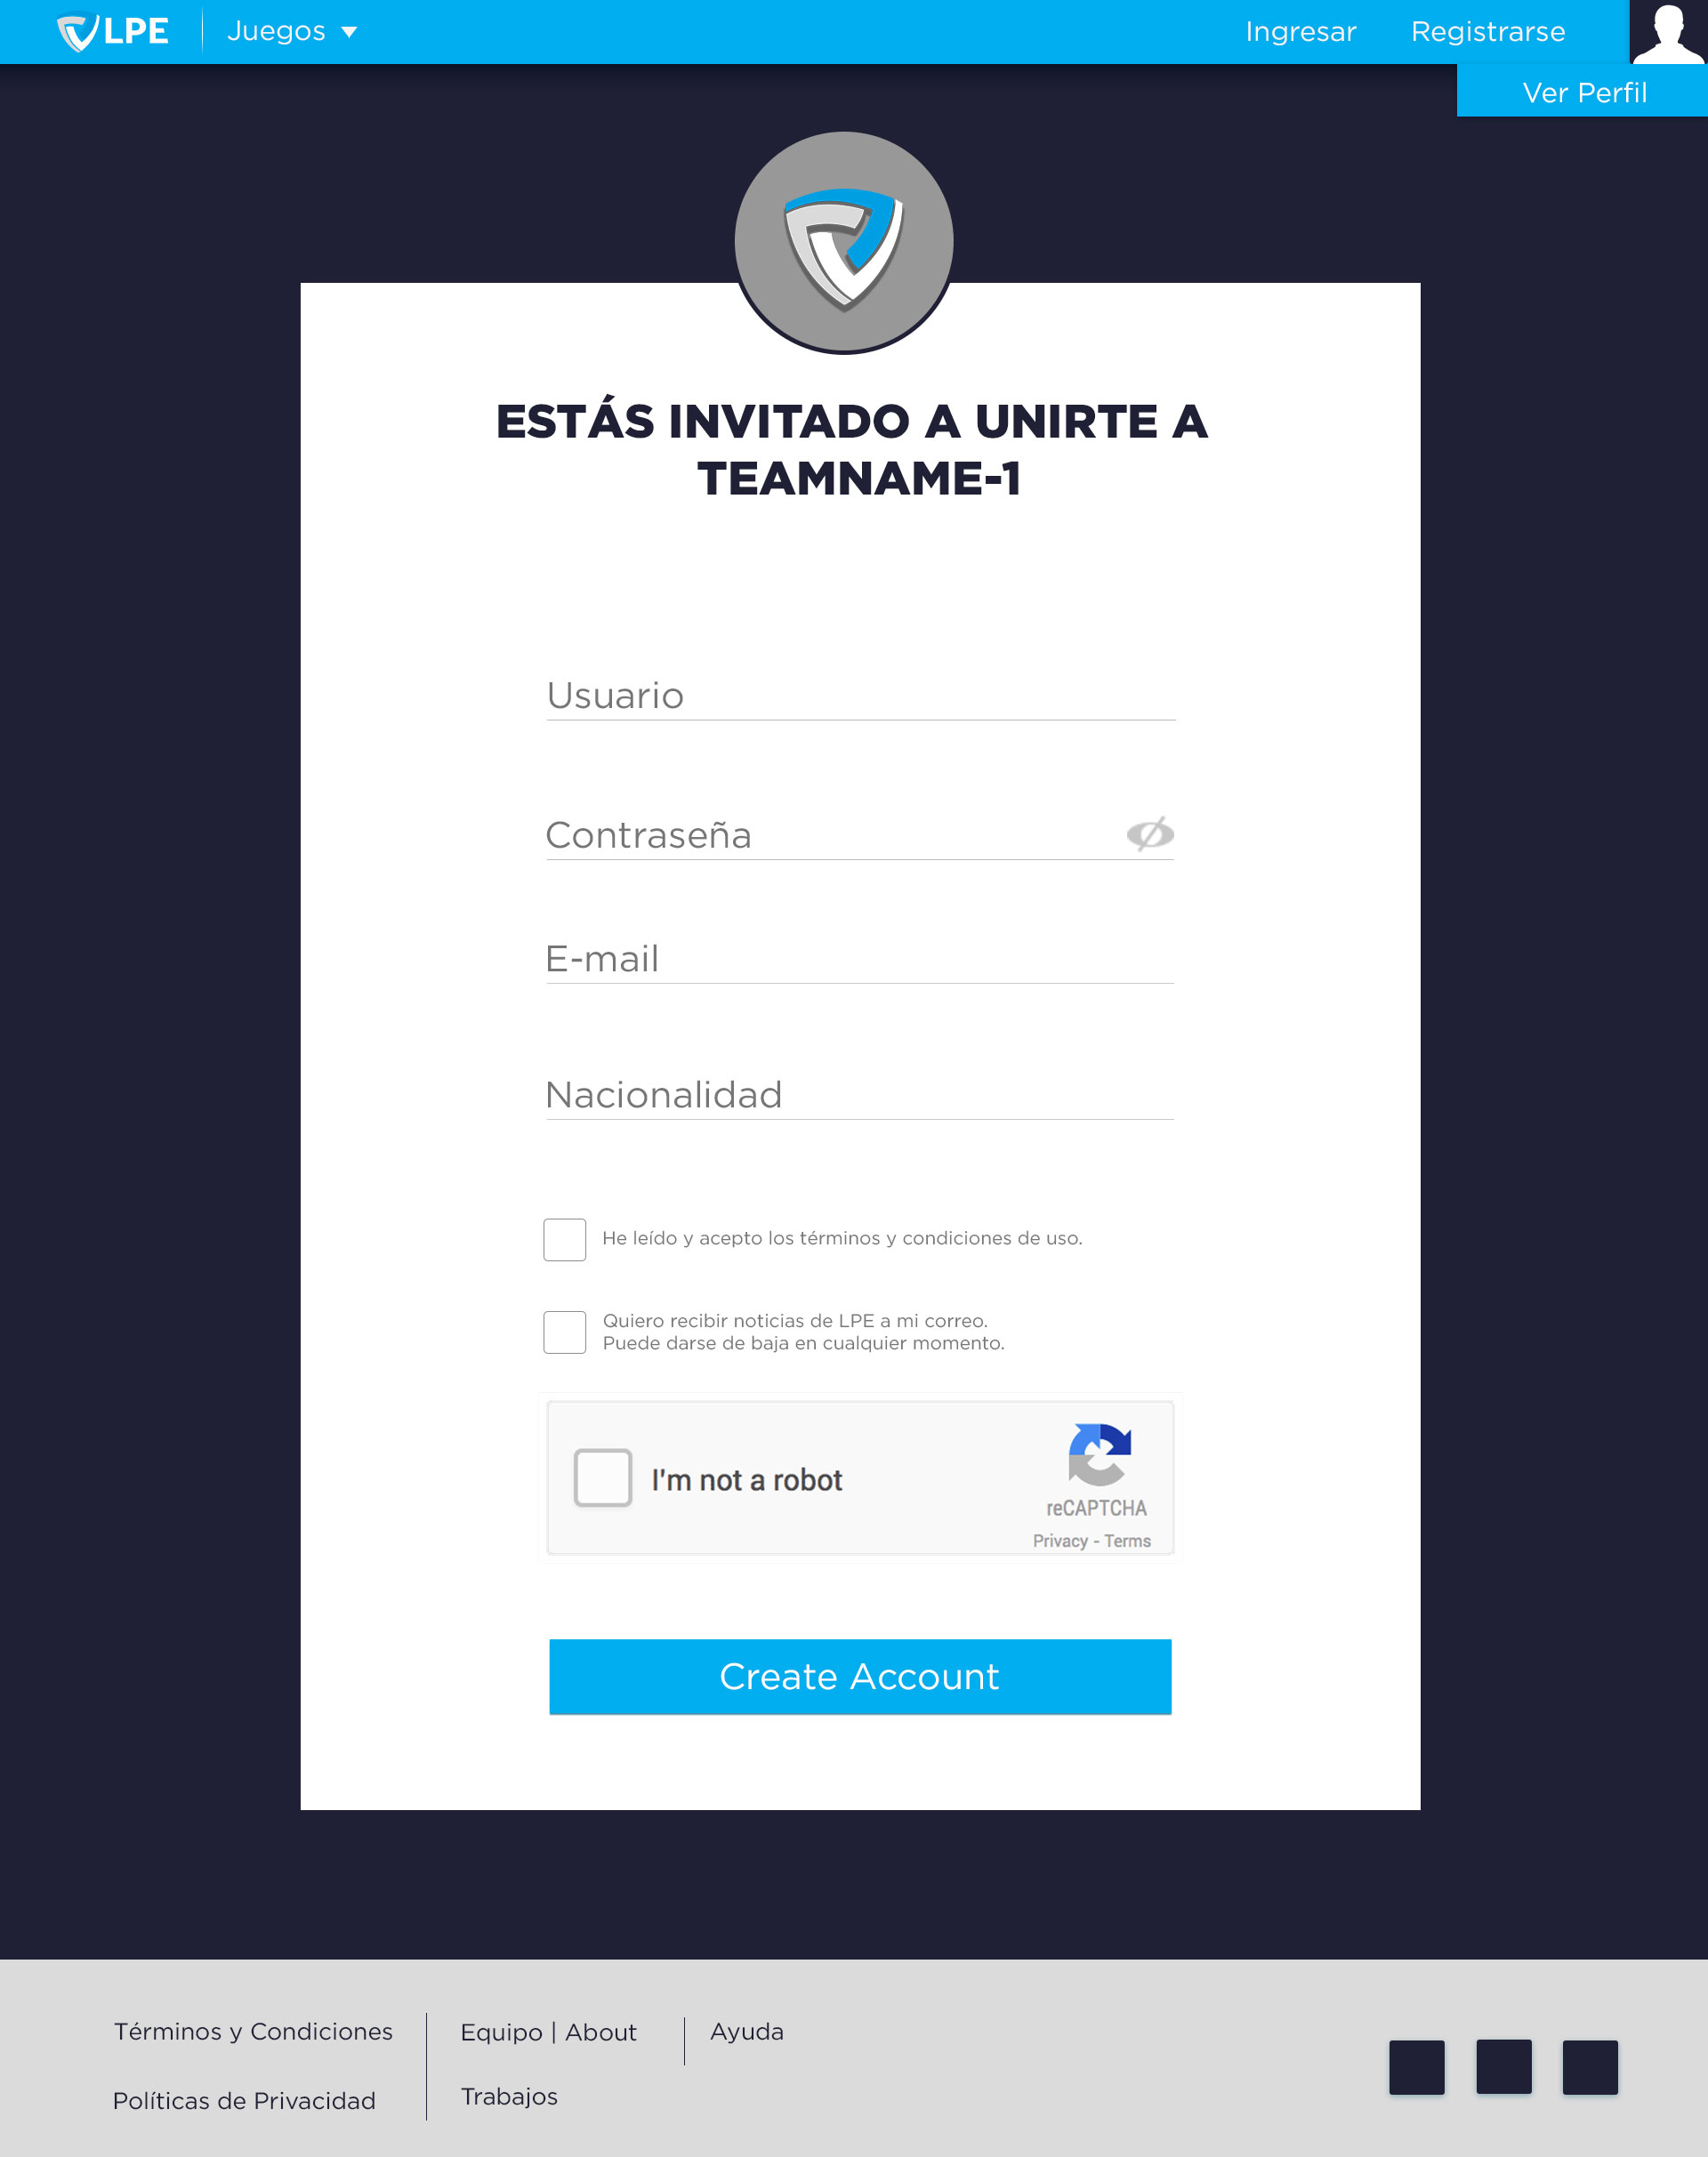 LPE
Juegos
Ingresar
Registrarse
Ver Perfil
ESTÁS INVITADO A UNIRTE A
TEAMNAME-1
Usuario
Contraseña
E-mail
Nacionalidad
He leído y acepto los términos y condiciones de uso.
Quiero recibir noticias de LPE a mi correo.
Puede darse de baja en cualquier momento.
I'm not a robot
reCAPTCHA
Privacy - Terms
Create Account
Términos y Condiciones
Políticas de Privacidad
Equipo | About
Trabajos
Ayuda